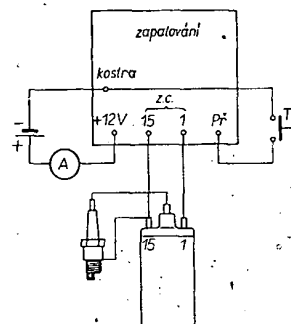 zapalování
kostra
z.c.
+12V 15 1 Př
T
-
+
A
15 1